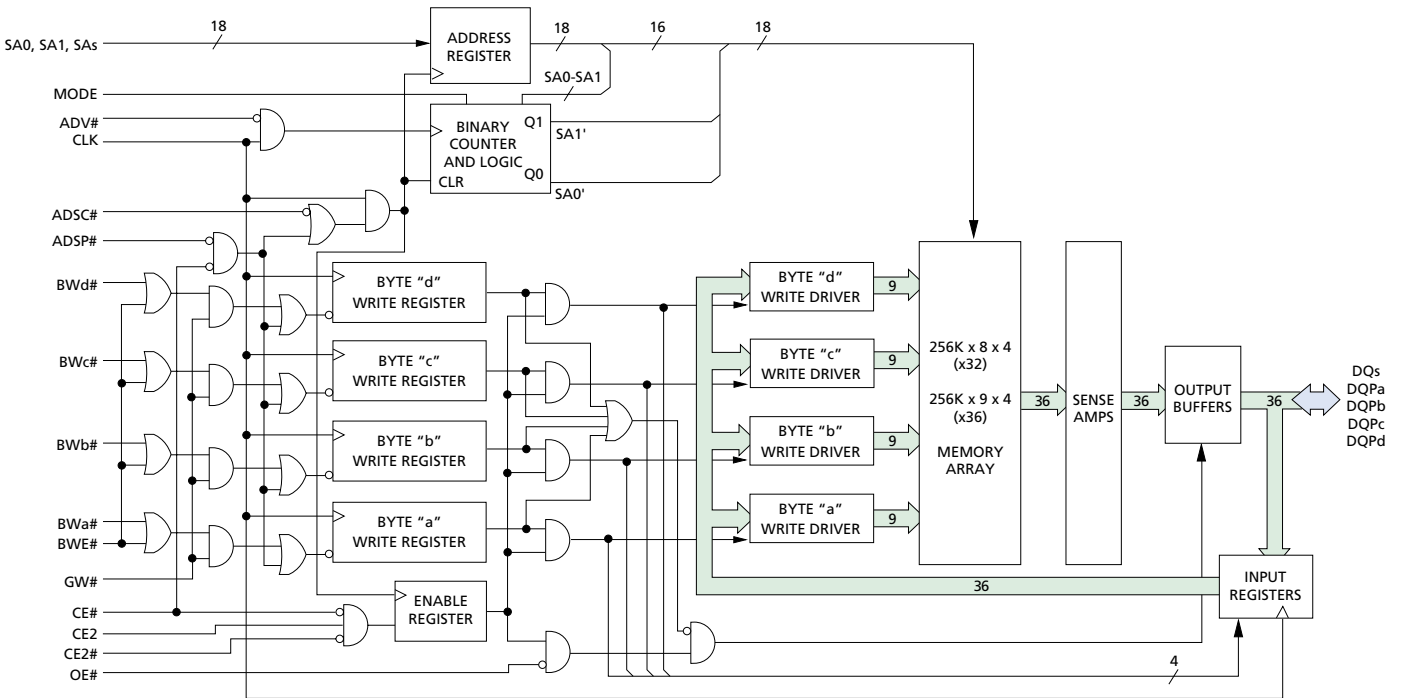 SA0, SA1, SAs
18
ADDRESS
REGISTER
18
16
18
SA0-SA1
MODE
ADV#
CLK
BINARY
COUNTER
AND LOGIC
Q1
Q0
CLR
SA1'
SA0'
ADSC#
ADSP#
BWd#
BYTE “d”
WRITE REGISTER
BYTE “d”
WRITE DRIVER
9
BWc#
BYTE “c”
WRITE REGISTER
BYTE “c”
WRITE DRIVER
9
BWb#
BYTE “b”
WRITE REGISTER
BYTE “b”
WRITE DRIVER
9
BWa#
BWE#
BYTE “a”
WRITE REGISTER
BYTE “a”
WRITE DRIVER
9
256K x 8 x 4
(x32)
256K x 9 x 4
(x36)
MEMORY
ARRAY
36
SENSE
AMPS
36
OUTPUT
BUFFERS
36
DQs
DQPa
DQPb
DQPc
DQPd
GW#
CE#
CE2
CE2#
OE#
ENABLE
REGISTER
36
INPUT
REGISTERS
4